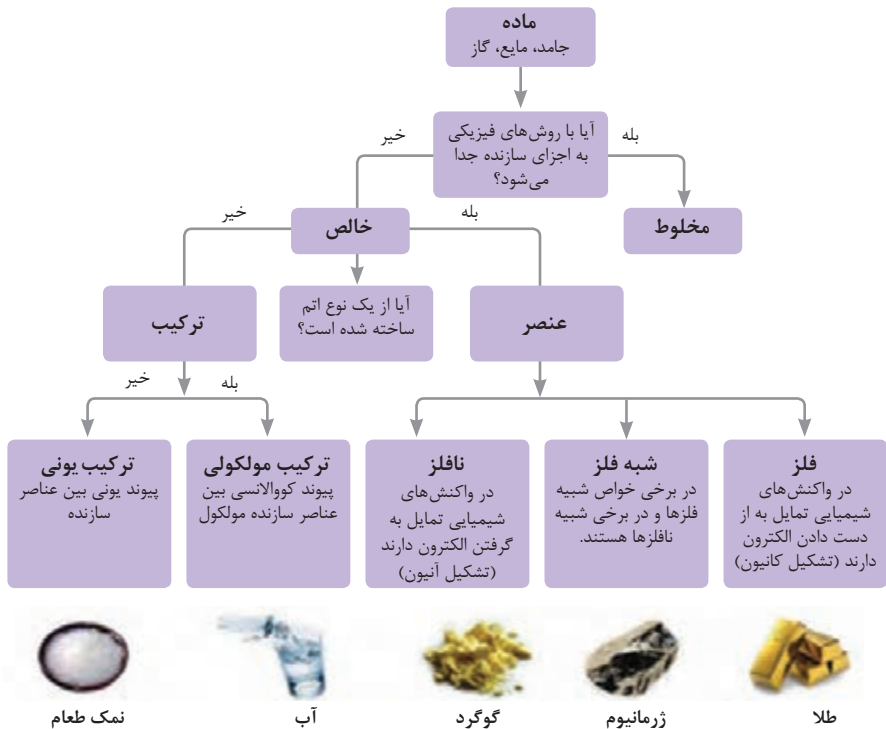 ماده
جامد، مایع، گاز
آیا با روش‌های فیزیکی
به اجزای سازنده جدا
می‌شود؟
بله
خیر
مخلوط
خالص
بله
خیر
عنصر
آیا از یک نوع اتم
ساخته شده است؟
ترکیب
بله
خیر
فلز
در واکنش‌های
شیمیایی تمایل به از
دست دادن الکترون
دارند (تشکیل کاتیون)
شبه فلز
در برخی خواص شبیه
فلزها و در برخی شبیه
نافلزها هستند.
نافلز
در واکنش‌های
شیمیایی تمایل به
گرفتن الکترون دارند
(تشکیل آنیون)
ترکیب مولکولی
پیوند کووالانسی بین
عناصر سازنده مولکول
ترکیب یونی
پیوند یونی بین عناصر
سازنده
طلا
ژرمانیوم
گوگرد
آب
نمک طعام